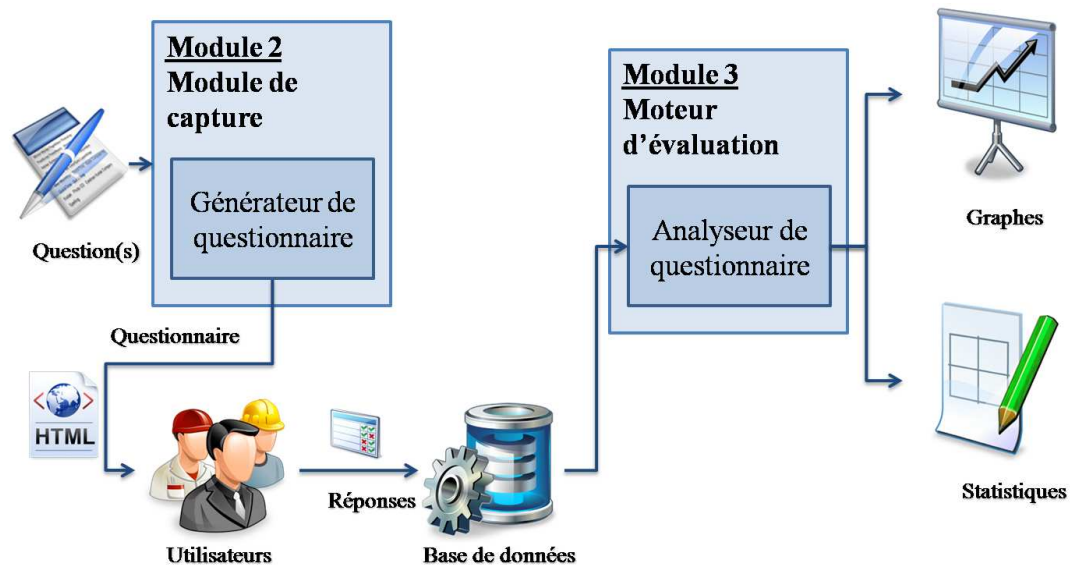 Module 2
Module de
capture
Générateur de
questionnaire
Question(s)
Questionnaire
HTML
Utilisateurs
Réponses
Base de données
Module 3
Moteur
d'évaluation
Analyseur de
questionnaire
Graphes
Statistiques